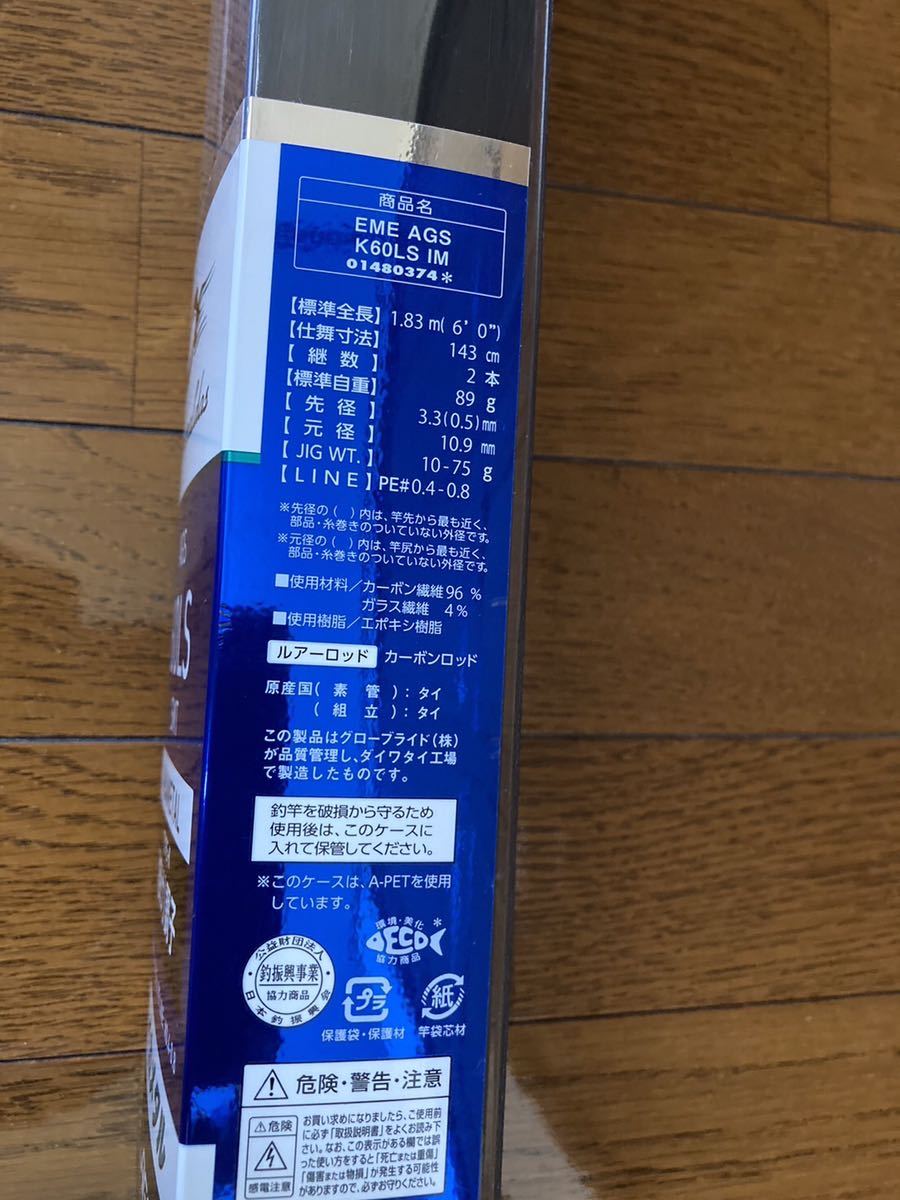 商品名
EME AGS
K60LS IM
01480374*
【標準全長】 1.83 m( 6' 0")
【仕舞寸法】 143 cm
【継数】 2 本
【標準自重】 89 g
【先径】 3.3(0.5)mm
【元径】 10.9 mm
【JIG WT.】 10-75 g
【LINE】PE#0.4-0.8
※先径の( )内は、竿先から最も近く、
部品・糸巻きのついていない外径です。
※元径の( )内は、竿尻から最も近く、
部品・糸巻きのついていない外径です。
■使用材料/カーボン繊維 96 %
ガラス繊維 4%
■使用樹脂/エポキシ樹脂
ルアーロッド カーボンロッド
原産国( 素 管 ): タイ
( 組 立 ): タイ
この製品はグローブライド(株)
が品質管理し、ダイワタイ工場
で製造したものです。
釣竿を破損から守るため
使用後は、このケースに
入れて保管してください。
※このケースは、A-PETを使用
しています。
環境・美化*
ECO
協力商品
公益財団法人
釣振興事業
協力商品
日本釣振興会
プラ
保護袋・保護材
紙
竿袋芯材
⚠危険・警告・注意
⚠危険
感電注意
お買い求めになりましたら、ご使用前
に必ず「取扱説明書」をよくお読み下
さい。なお、この表示がある欄では誤
った使い方をすると「死亡または重傷」
「傷害または物損」が発生する可能性
がありますので、必ずお守りください。